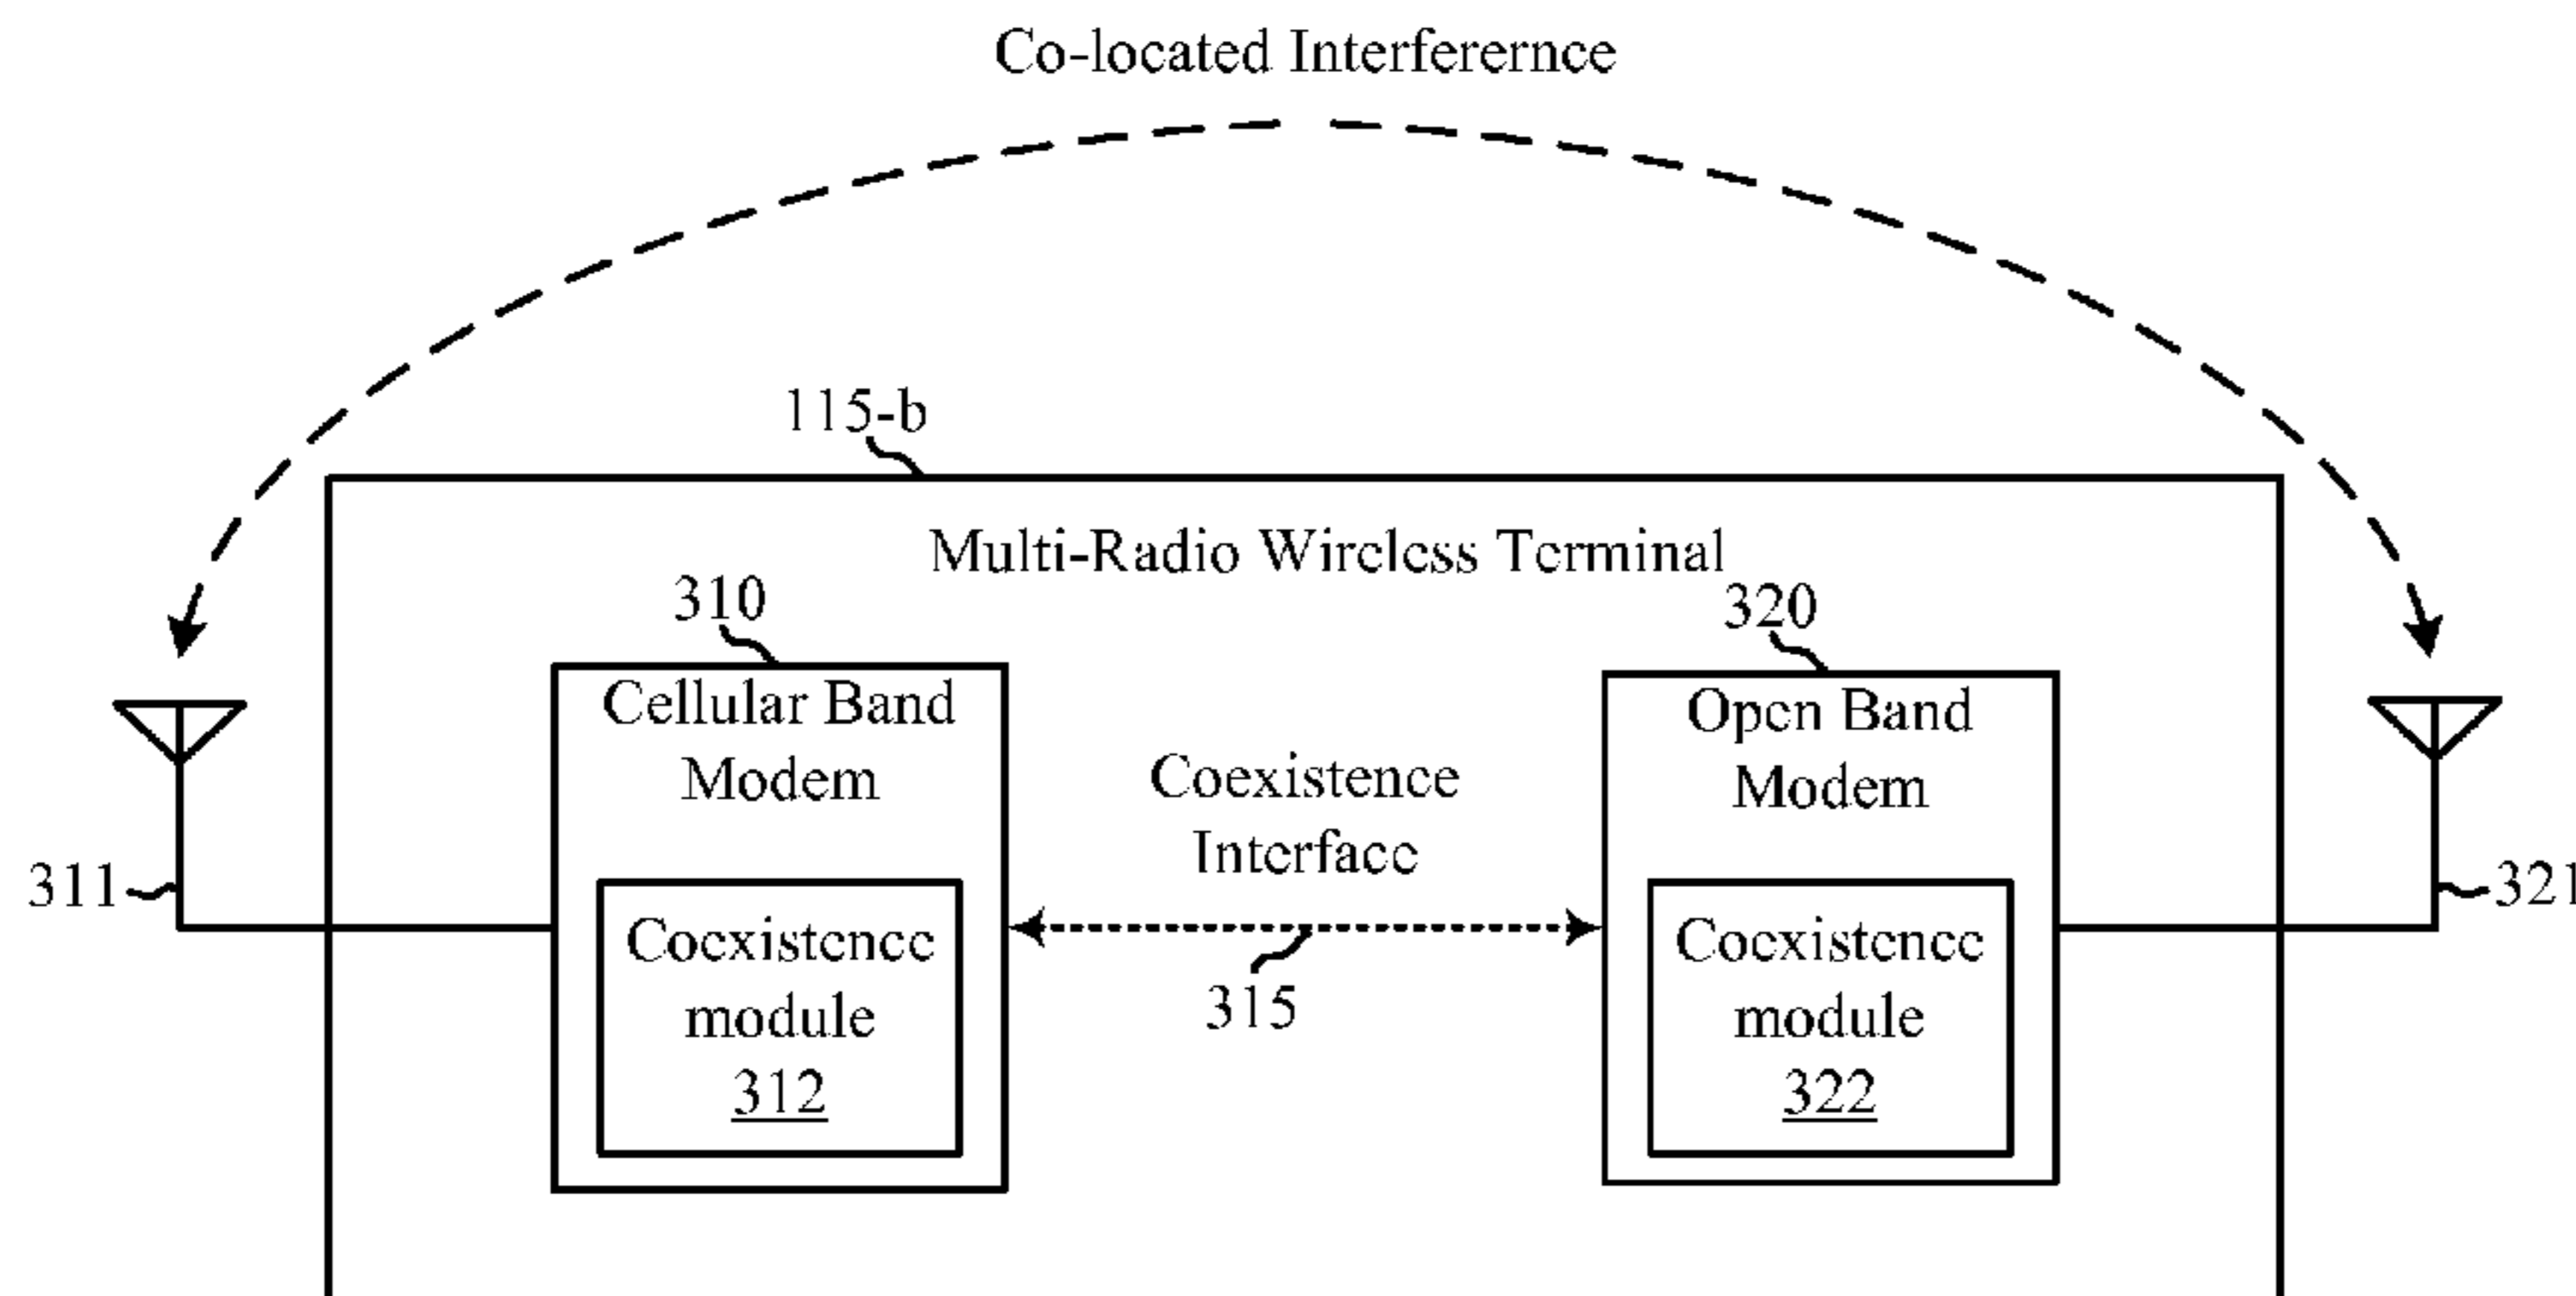 Co-located Interferernce
115-b
Multi-Radio Wireless Terminal
310
320
Cellular Band
Modem
Open Band
Modem
Coexistence
Interface
311
321
Coexistence
module
312
Coexistence
module
322
315